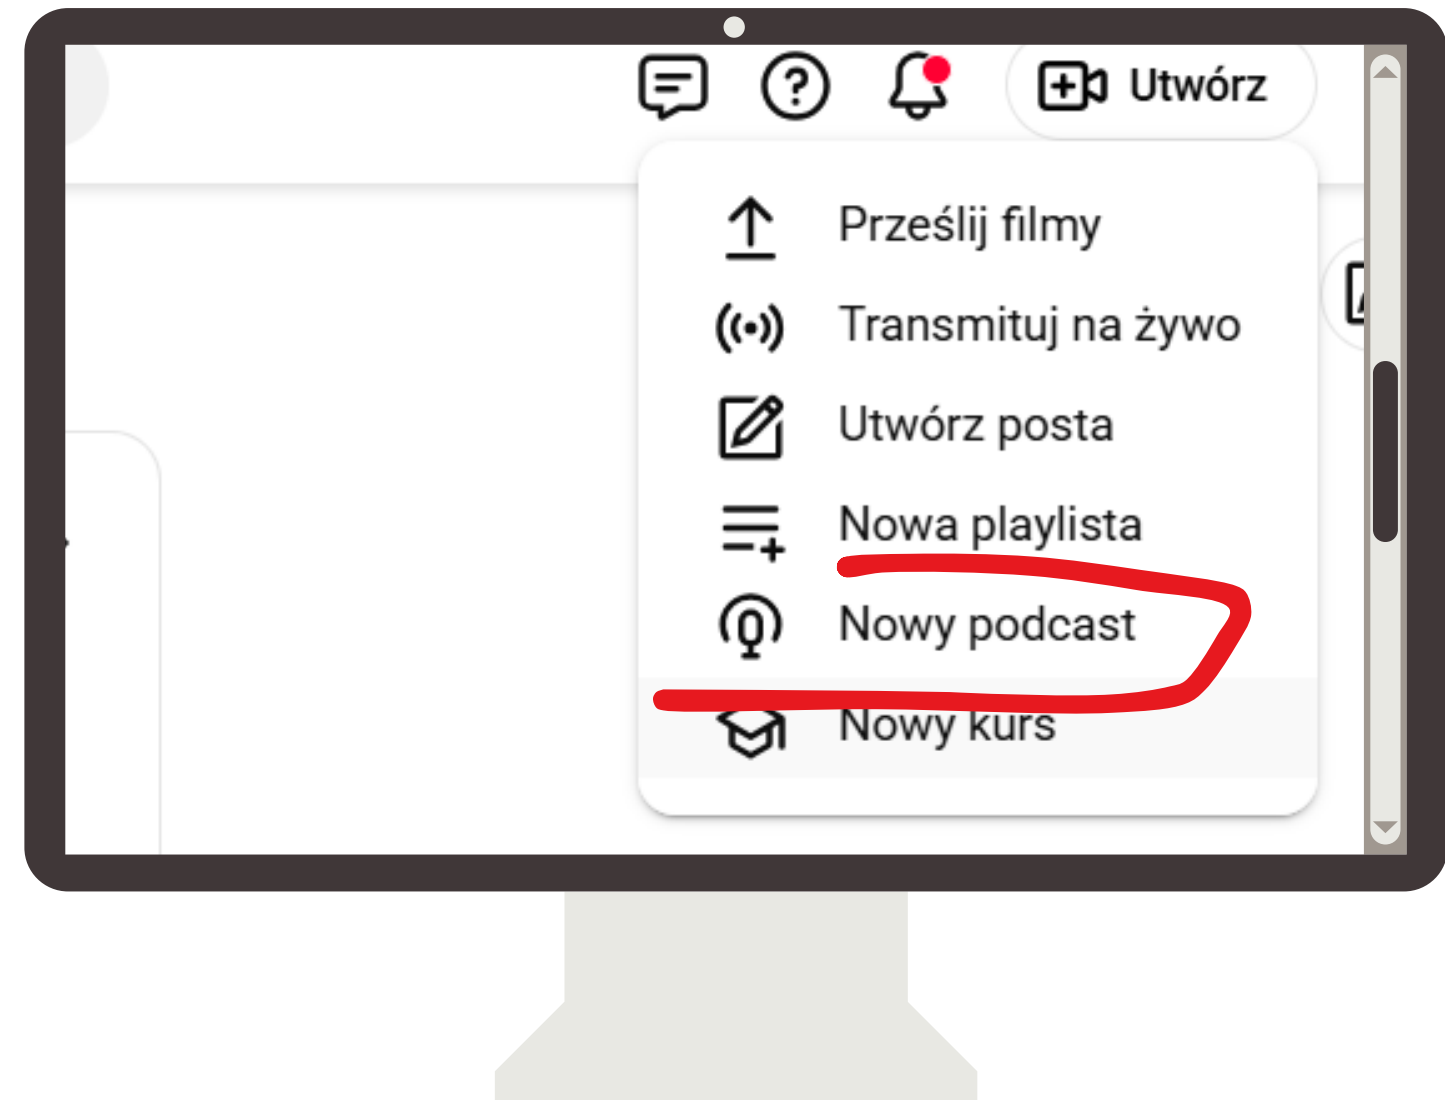 Utwórz
Prześlij filmy
Transmituj na żywo
Utwórz posta
Nowa playlista
Nowy podcast
Nowy kurs